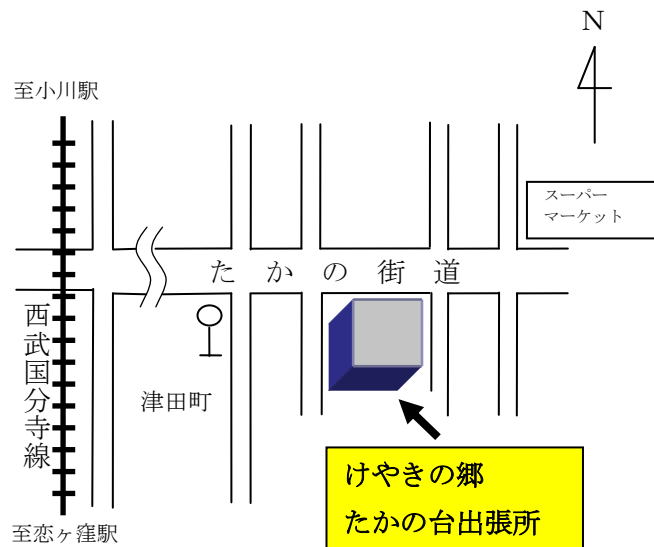 N
至小川駅
スーパー
マーケット
たかの街道
西武国分寺線
津田町
けやきの郷
たかの台出張所
至恋ヶ窪駅